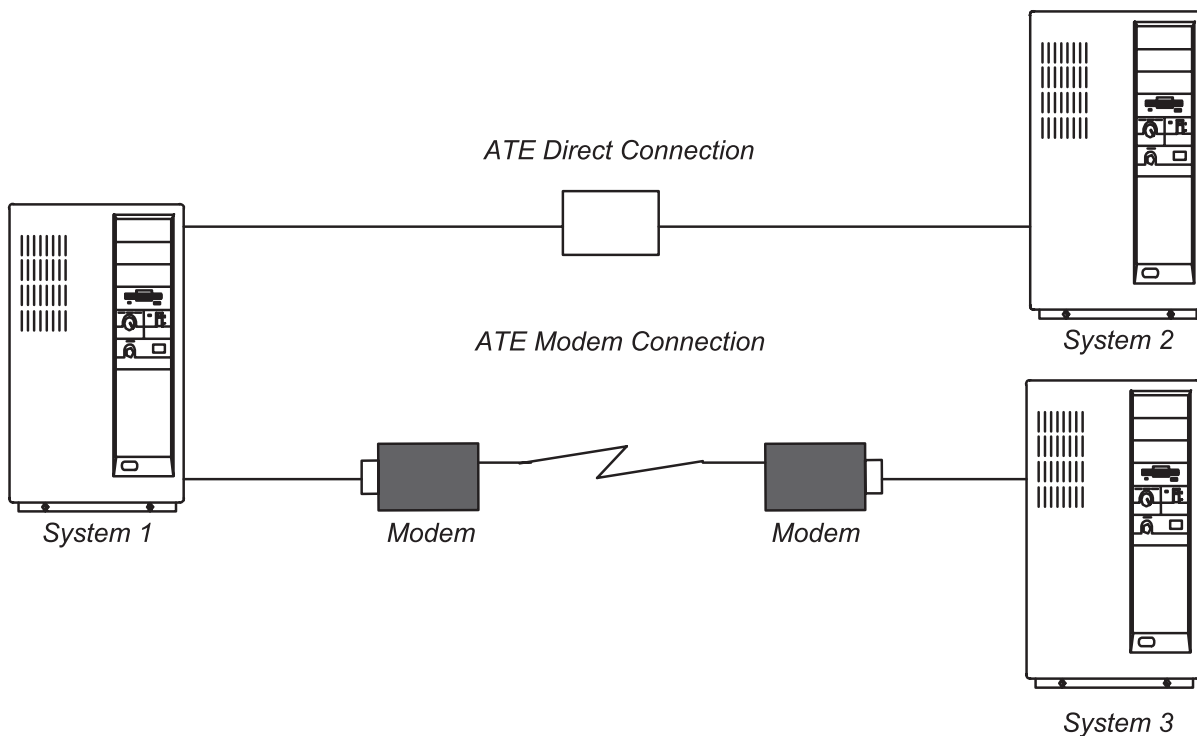 ATE Direct Connection
System 2
ATE Modem Connection
System 1
Modem
Modem
System 3